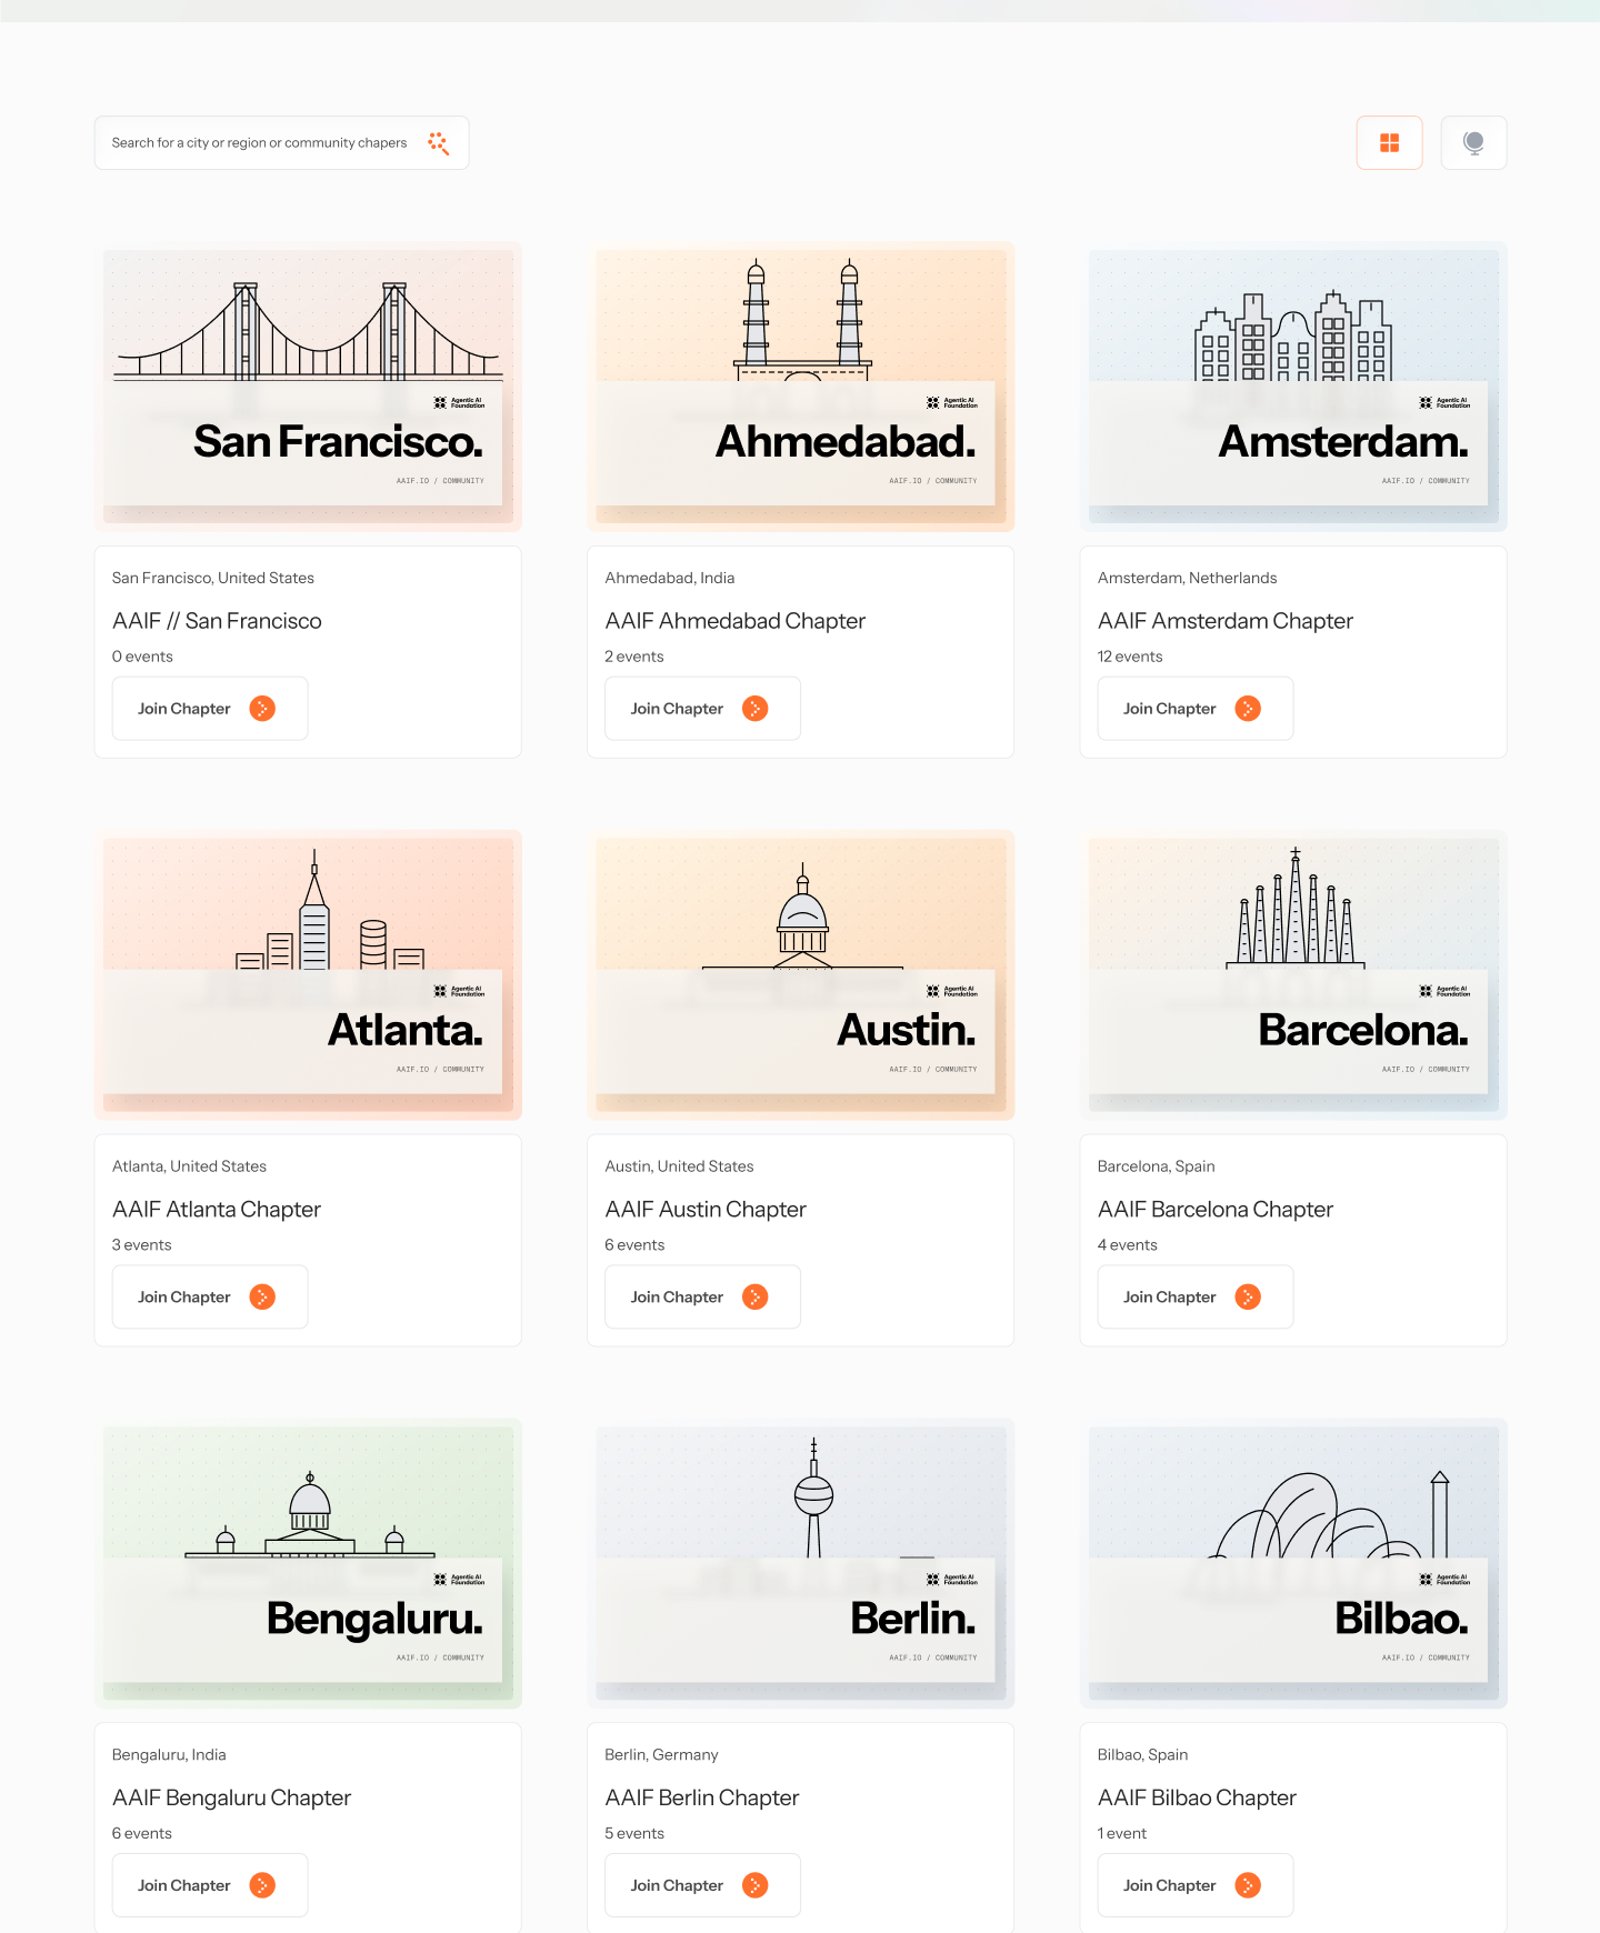 Search for a city or region or community chapers
Agentic AI
Foundation
San Francisco.
AAIF.IO / COMMUNITY
San Francisco, United States
AAIF // San Francisco
0 events
Join Chapter
Agentic AI
Foundation
Ahmedabad.
AAIF.IO / COMMUNITY
Ahmedabad, India
AAIF Ahmedabad Chapter
2 events
Join Chapter
Agentic AI
Foundation
Amsterdam.
AAIF.IO / COMMUNITY
Amsterdam, Netherlands
AAIF Amsterdam Chapter
12 events
Join Chapter
Agentic AI
Foundation
Atlanta.
AAIF.IO / COMMUNITY
Atlanta, United States
AAIF Atlanta Chapter
3 events
Join Chapter
Agentic AI
Foundation
Austin.
AAIF.IO / COMMUNITY
Austin, United States
AAIF Austin Chapter
6 events
Join Chapter
Agentic AI
Foundation
Barcelona.
AAIF.IO / COMMUNITY
Barcelona, Spain
AAIF Barcelona Chapter
4 events
Join Chapter
Agentic AI
Foundation
Bengaluru.
AAIF.IO / COMMUNITY
Bengaluru, India
AAIF Bengaluru Chapter
6 events
Join Chapter
Agentic AI
Foundation
Berlin.
AAIF.IO / COMMUNITY
Berlin, Germany
AAIF Berlin Chapter
5 events
Join Chapter
Agentic AI
Foundation
Bilbao.
AAIF.IO / COMMUNITY
Bilbao, Spain
AAIF Bilbao Chapter
1 event
Join Chapter